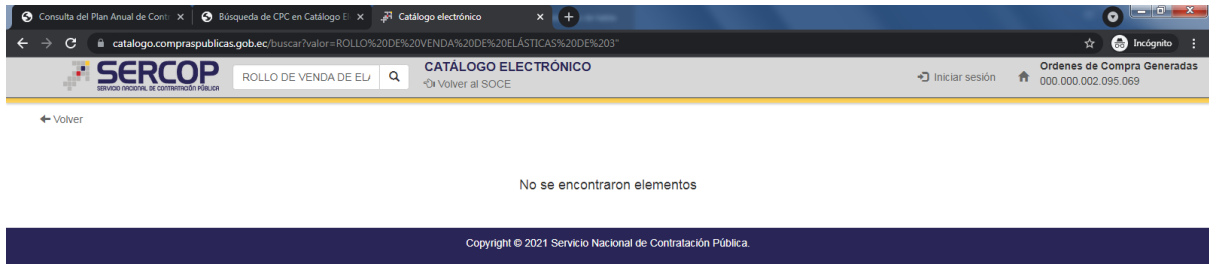 Consulta del Plan Anual de Contr
Búsqueda de CPC en Catálogo El
Catálogo electrónico
catalogo.compraspublicas.gob.ec/buscar?valor=ROLLO%20DE%20VENDA%20DE%20ELÁSTICAS%20DE%203"
Incógnito
SERCOP
SERVICIO NACIONAL DE CONTRATACIÓN PÚBLICA
ROLLO DE VENDA DE EL
CATÁLOGO ELECTRÓNICO
Volver al SOCE
Iniciar sesión
Ordenes de Compra Generadas
000.000.002.095.069
Volver
No se encontraron elementos
Copyright © 2021 Servicio Nacional de Contratación Pública.